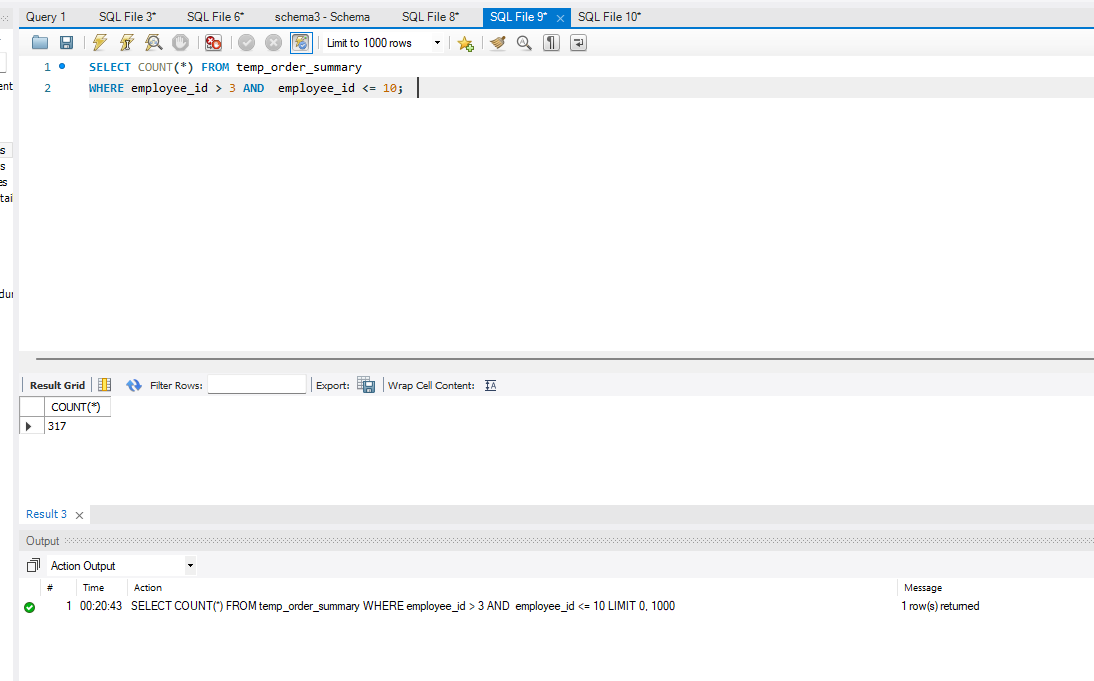 Query 1 SQL File 3* SQL File 6* schema3 - Schema SQL File 8* SQL File 9* SQL File 10*
Limit to 1000 rows
ent
1 SELECT COUNT(*) FROM temp_order_summary
2 WHERE employee_id > 3 AND  employee_id <= 10;
s
s
es
tai
dur
Result Grid Filter Rows: Export: Wrap Cell Content:
COUNT(*)
317
Result 3
Output
Action Output
# Time Action Message
1 00:20:43 SELECT COUNT(*) FROM temp_order_summary WHERE employee_id > 3 AND  employee_id <= 10 LIMIT 0, 1000 1 row(s) returned